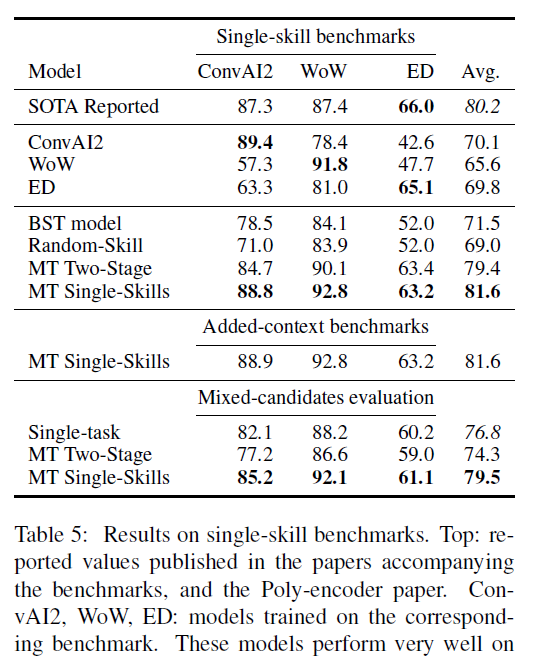 Single-skill benchmarks
Model ConvAI2 WoW ED Avg.
SOTA Reported 87.3 87.4 66.0 80.2
ConvAI2 89.4 78.4 42.6 70.1
WoW 57.3 91.8 47.7 65.6
ED 63.3 81.0 65.1 69.8
BST model 78.5 84.1 52.0 71.5
Random-Skill 71.0 83.9 52.0 69.0
MT Two-Stage 84.7 90.1 63.4 79.4
MT Single-Skills 88.8 92.8 63.2 81.6
Added-context benchmarks
MT Single-Skills 88.9 92.8 63.2 81.6
Mixed-candidates evaluation
Single-task 82.1 88.2 60.2 76.8
MT Two-Stage 77.2 86.6 59.0 74.3
MT Single-Skills 85.2 92.1 61.1 79.5
Table 5: Results on single-skill benchmarks. Top: re-
ported values published in the papers accompanying
the benchmarks, and the Poly-encoder paper. Con-
vAI2, WoW, ED: models trained on the correspond-
ing benchmark. These models perform very well on